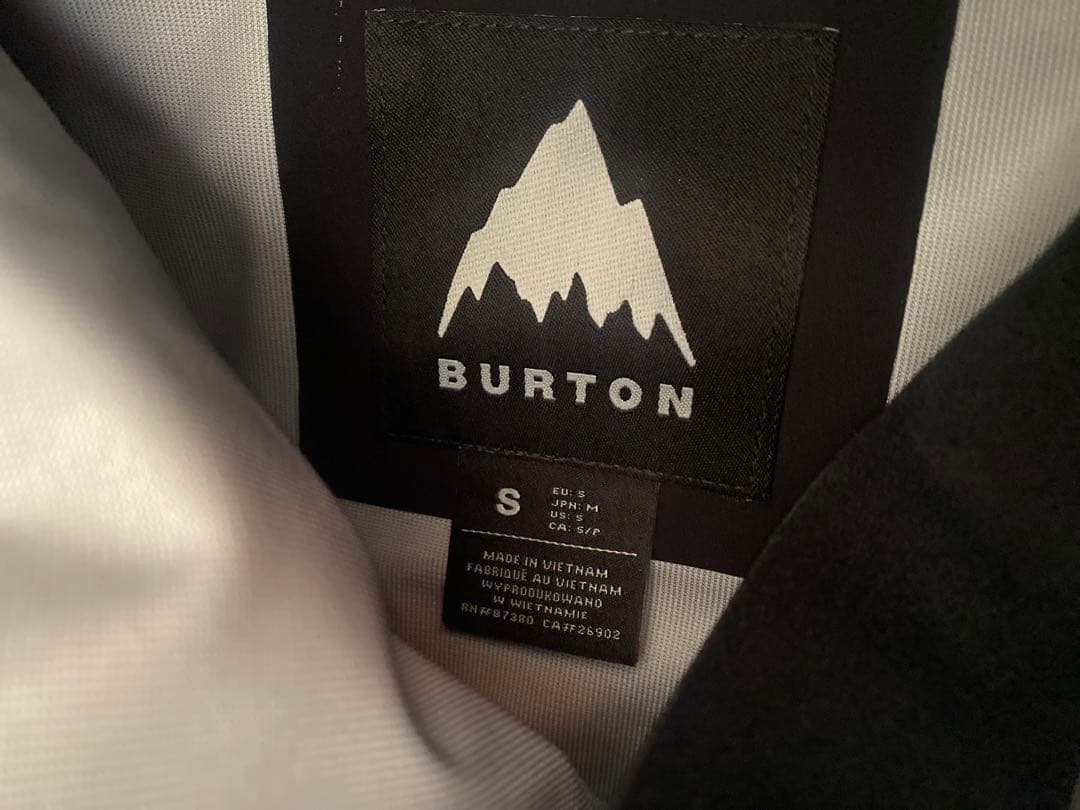 BURTON
S
EU: S
JPN: M
US: S
CA: S/P
MADE IN VIETNAM
FABRIQUÉ AU VIETNAM
WYPRODUKOWANO
W WIETNAMIE
RN#87380 CA#26902